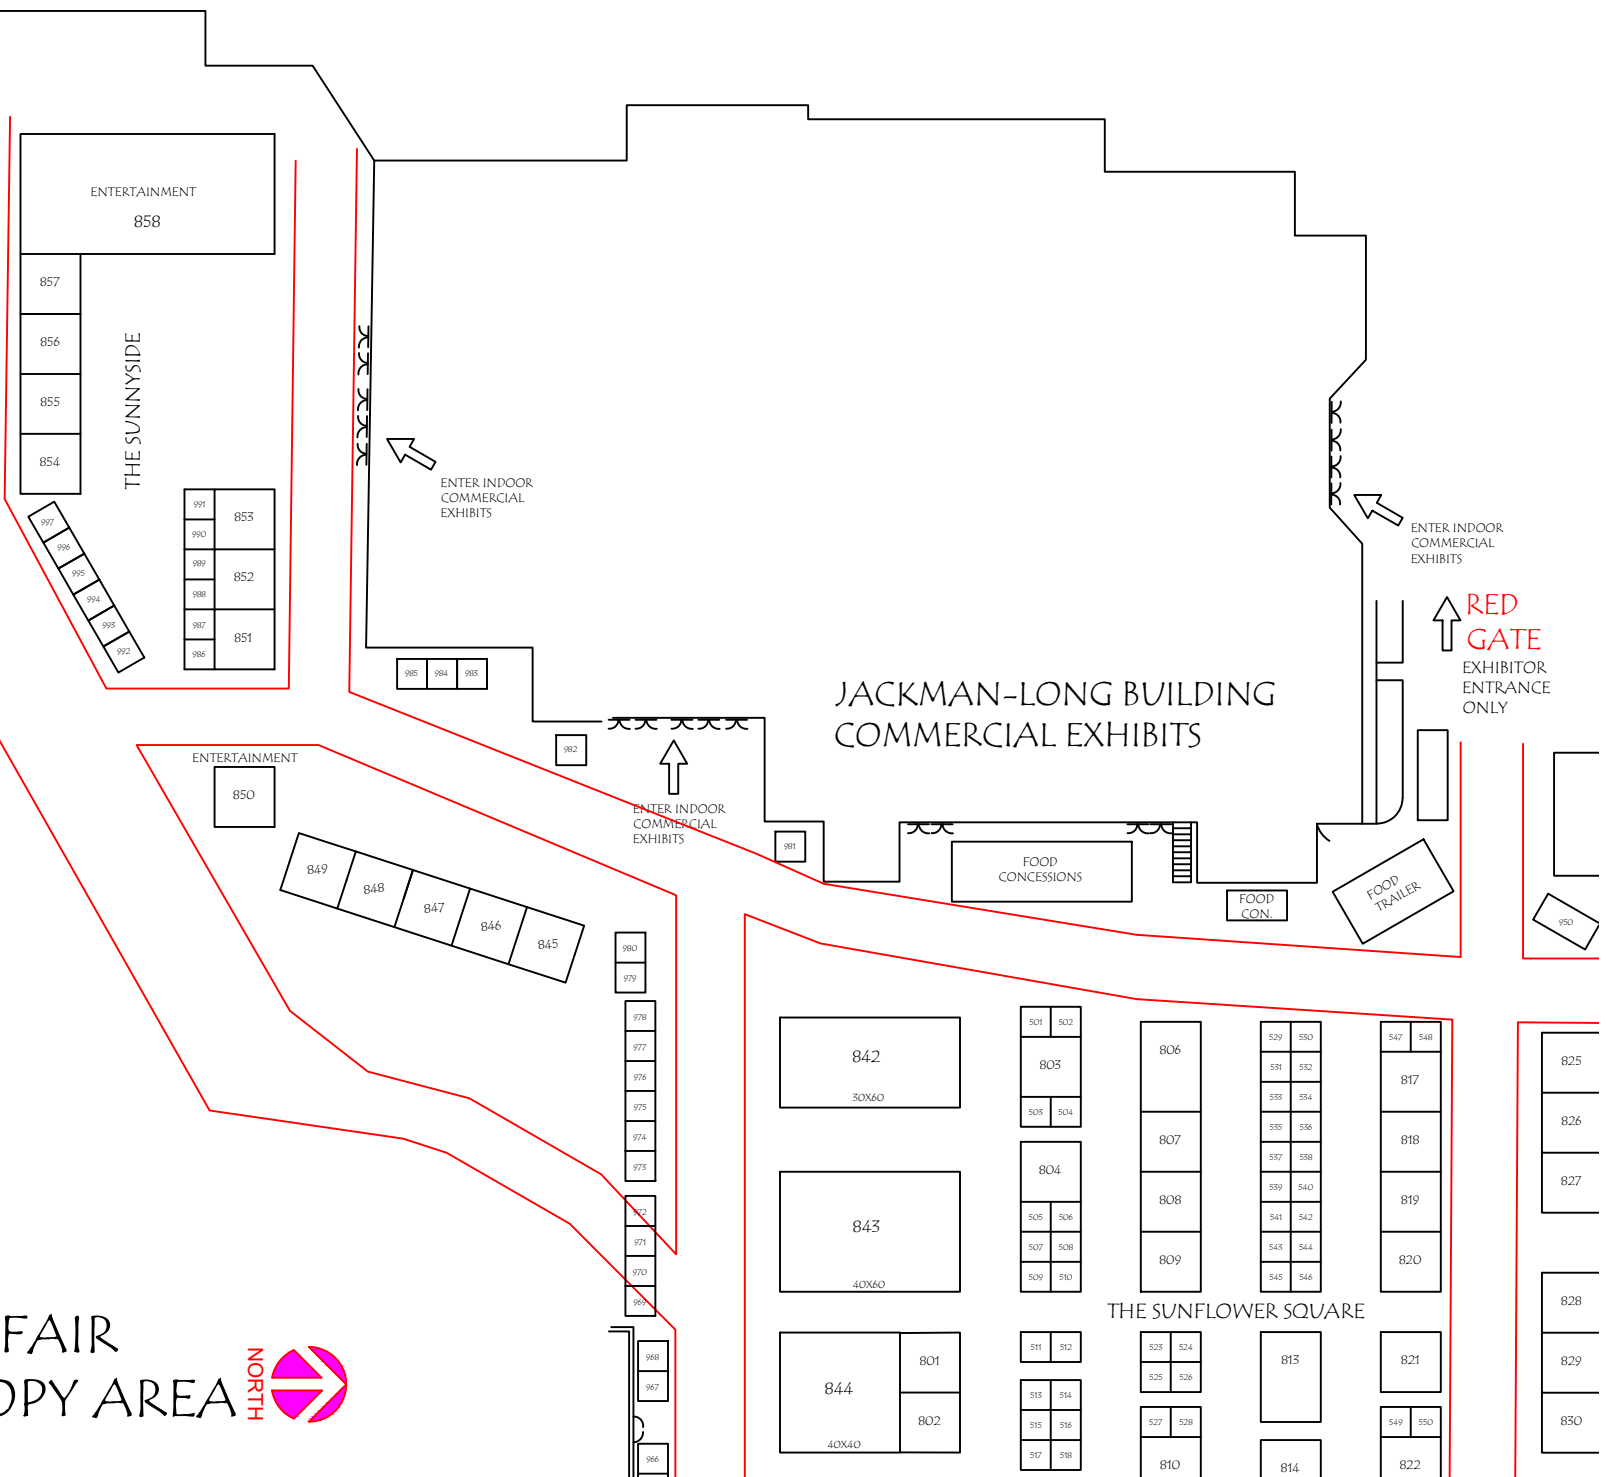 ENTERTAINMENT
858
857
856
855
854
THE SUNNYSIDE
991
990
989
988
987
986
853
852
851
997
996
995
994
993
992
ENTER INDOOR
COMMERCIAL
EXHIBITS
985 984 983
982
ENTER INDOOR
COMMERCIAL
EXHIBITS
981
JACKMAN-LONG BUILDING
COMMERCIAL EXHIBITS
ENTER INDOOR
COMMERCIAL
EXHIBITS
RED
GATE
EXHIBITOR
ENTRANCE
ONLY
FOOD
CONCESSIONS
FOOD
CON.
FOOD
TRAILER
950
ENTERTAINMENT
850
849 848 847 846 845
980
979
978
977
976
975
974
973
972
971
970
969
968
967
966
842
30X60
843
40X60
844
40X40
801
802
501 502
803
503 504
804
505 506
507 508
509 510
806
807
808
809
529 530
531 532
533 534
535 536
537 538
539 540
541 542
543 544
545 546
547 548
817
818
819
820
THE SUNFLOWER SQUARE
511 512
513 514
515 516
517 518
523 524
525 526
527 528
810
813
814
821
549 550
822
825
826
827
828
829
830
FAIR
OPY AREA
NORTH